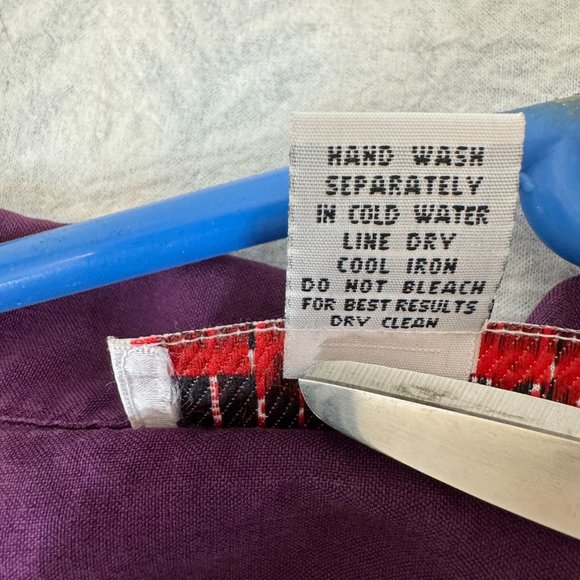 HAND WASH
SEPARATELY
IN COLD WATER
LINE DRY
COOL IRON
DO NOT BLEACH
FOR BEST RESULTS
DRY CLEAN